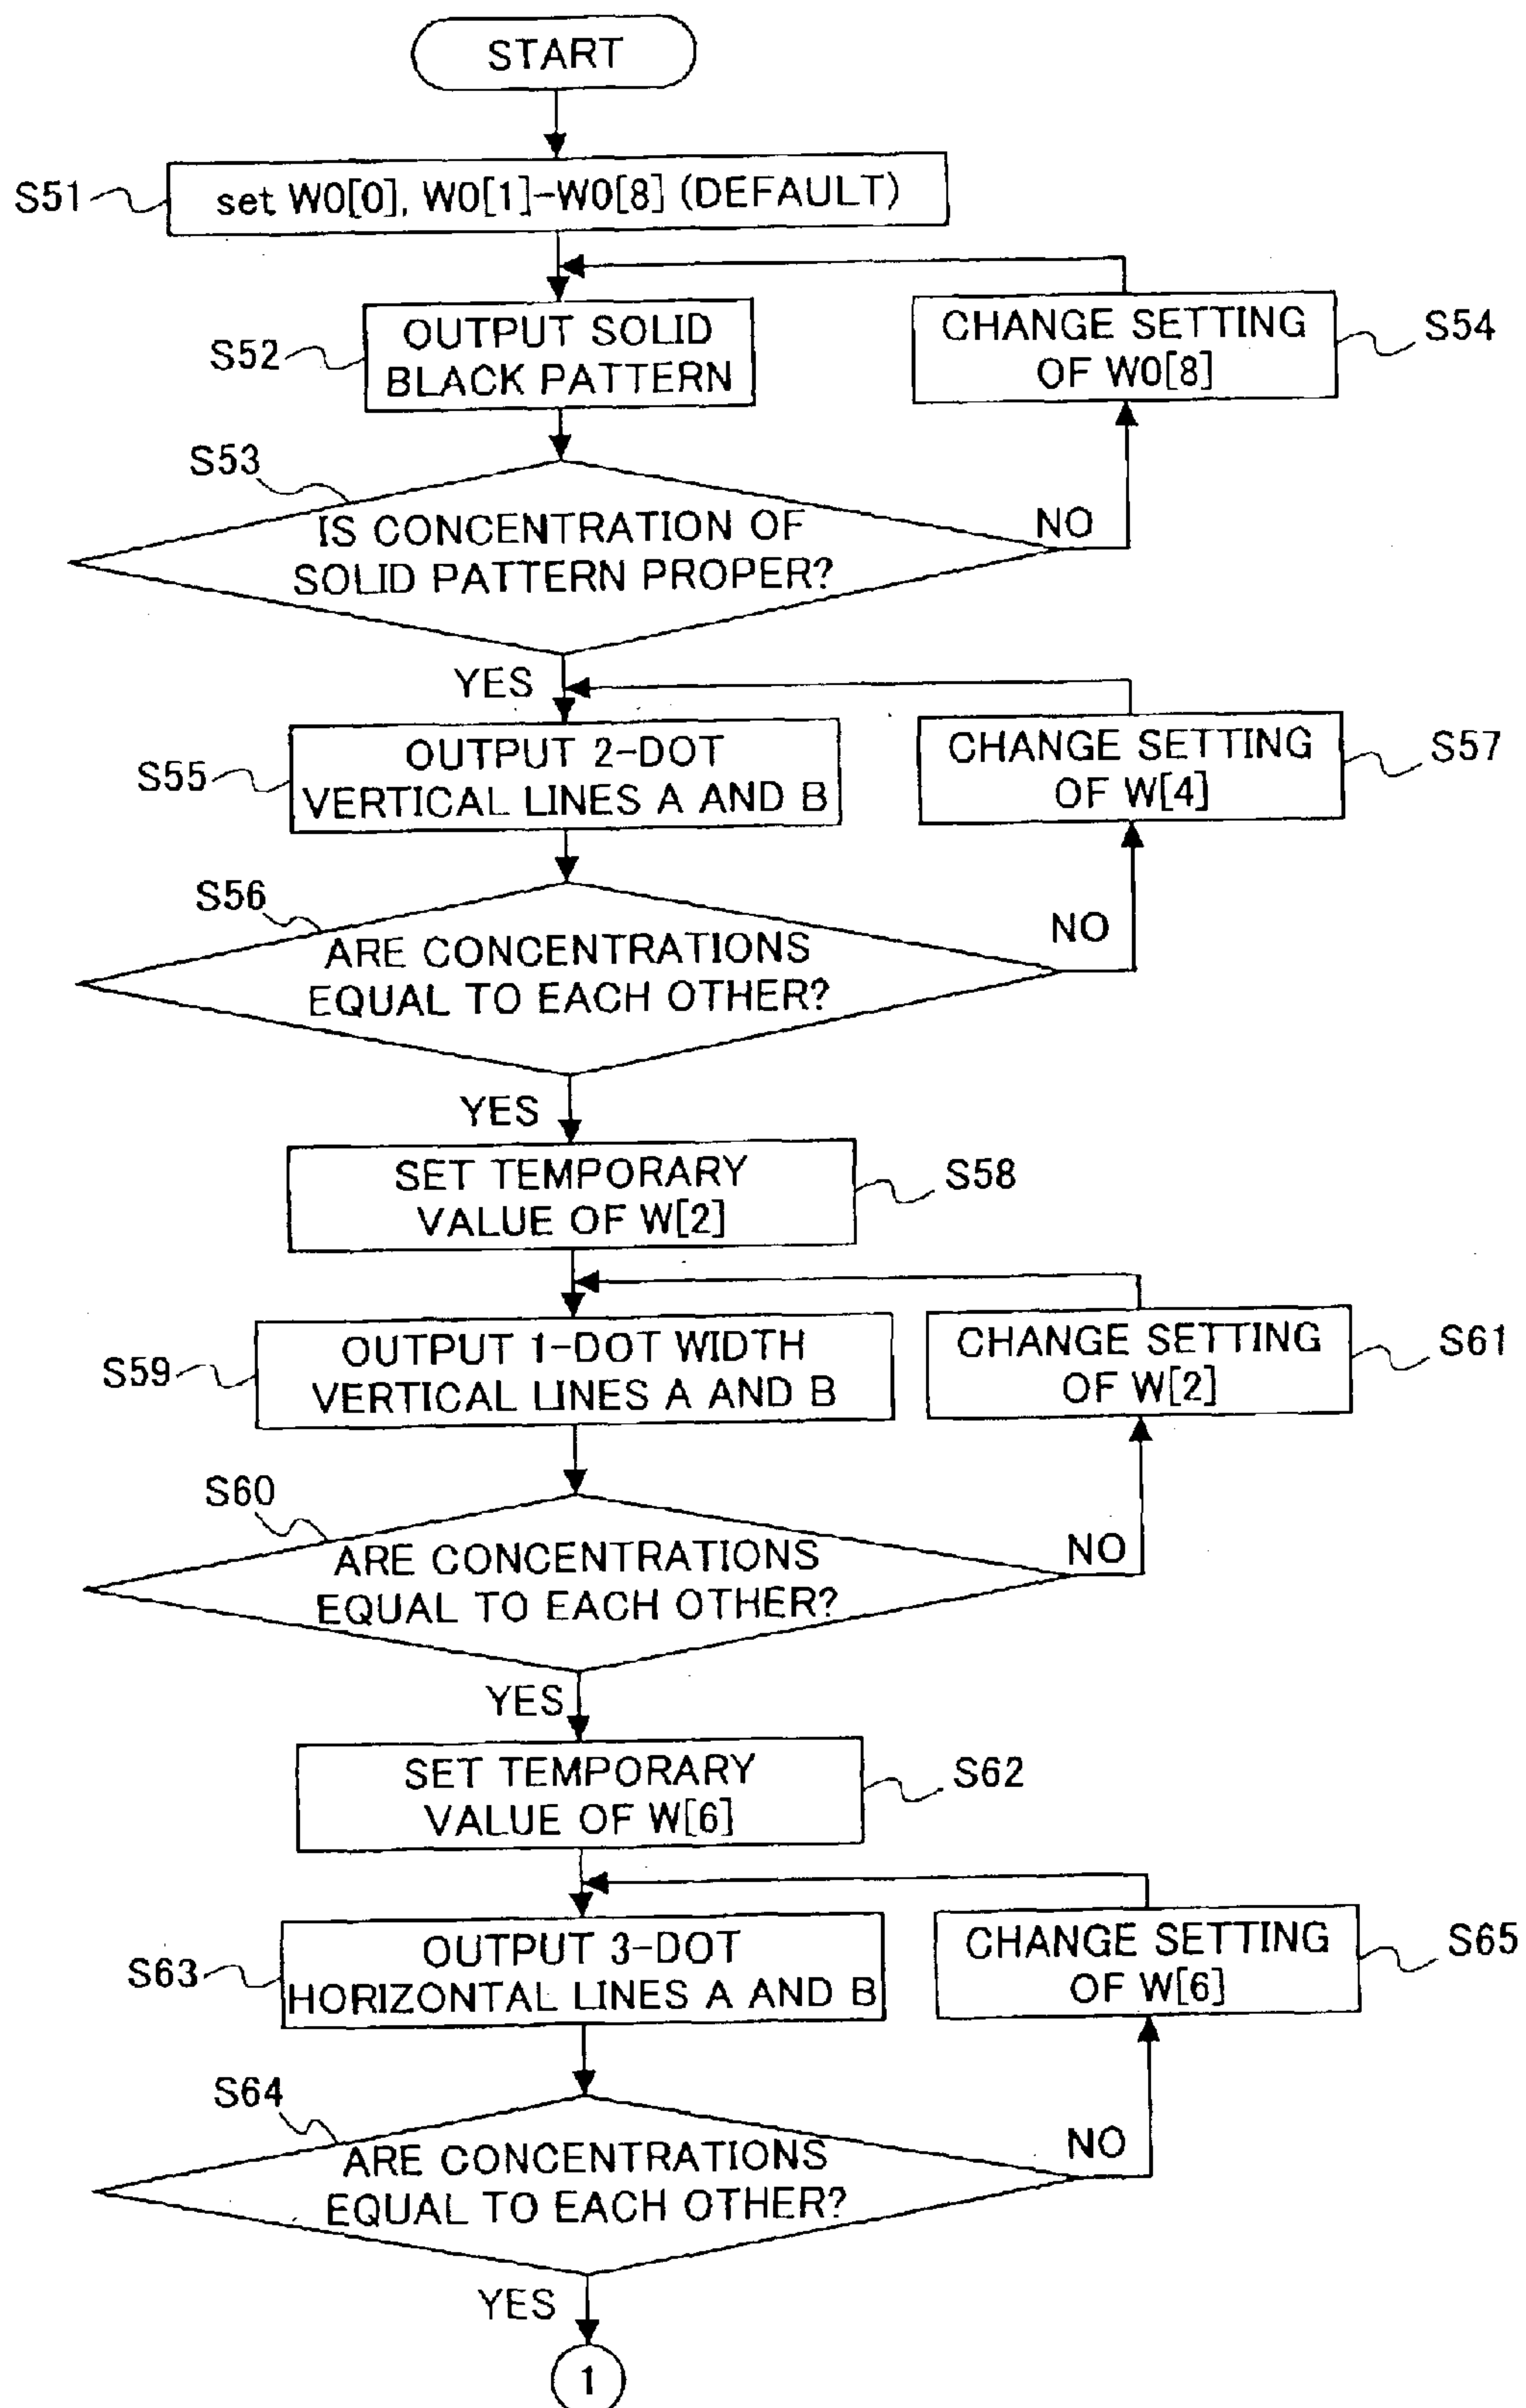 START
S51
set W0[0], W0[1]-W0[8] (DEFAULT)
S52
OUTPUT SOLID
BLACK PATTERN
CHANGE SETTING
OF W0[8]
S54
S53
IS CONCENTRATION OF
SOLID PATTERN PROPER?
NO
YES
S55
OUTPUT 2-DOT
VERTICAL LINES A AND B
CHANGE SETTING
OF W[4]
S57
S56
ARE CONCENTRATIONS
EQUAL TO EACH OTHER?
NO
YES
SET TEMPORARY
VALUE OF W[2]
S58
S59
OUTPUT 1-DOT WIDTH
VERTICAL LINES A AND B
CHANGE SETTING
OF W[2]
S61
S60
ARE CONCENTRATIONS
EQUAL TO EACH OTHER?
NO
YES
SET TEMPORARY
VALUE OF W[6]
S62
S63
OUTPUT 3-DOT
HORIZONTAL LINES A AND B
CHANGE SETTING
OF W[6]
S65
S64
ARE CONCENTRATIONS
EQUAL TO EACH OTHER?
NO
YES
1